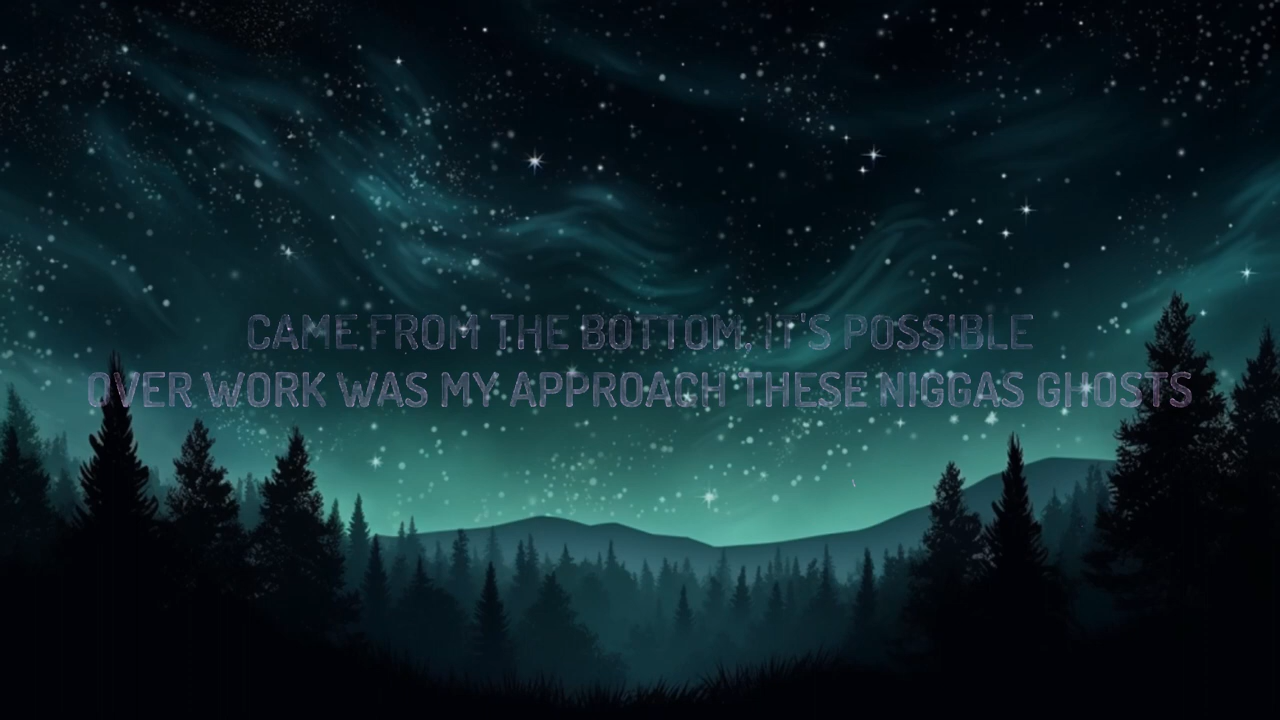 CAME FROM THE BOTTOM, IT'S POSSIBLE
OVER WORK WAS MY APPROACH THESE NIGGAS GHOSTS